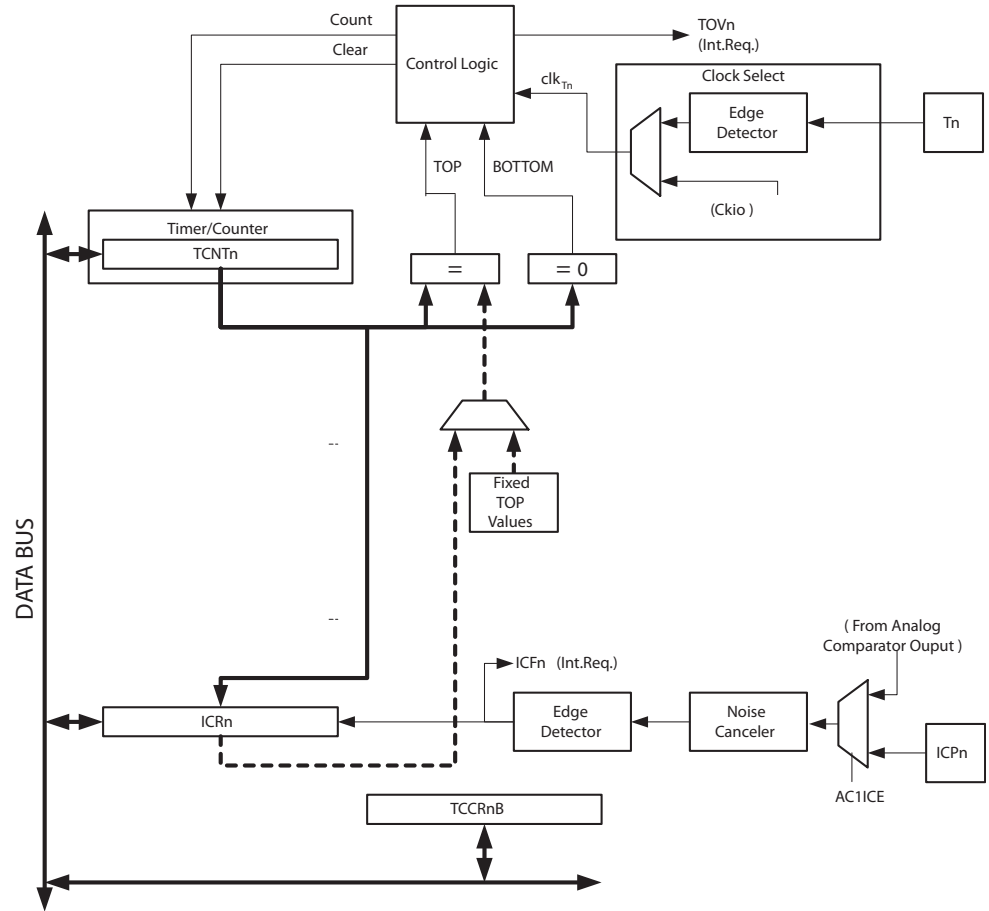 Count
TOVn
(Int.Req.)
Clear
Control Logic
Clock Select
clkTn
Edge
Detector
Tn
TOP
BOTTOM
(Ckio )
Timer/Counter
TCNTn
=
= 0
--
Fixed
TOP
Values
DATA BUS
--
( From Analog
Comparator Ouput )
ICFn (Int.Req.)
ICRn
Edge
Detector
Noise
Canceler
ICPn
AC1ICE
TCCRnB